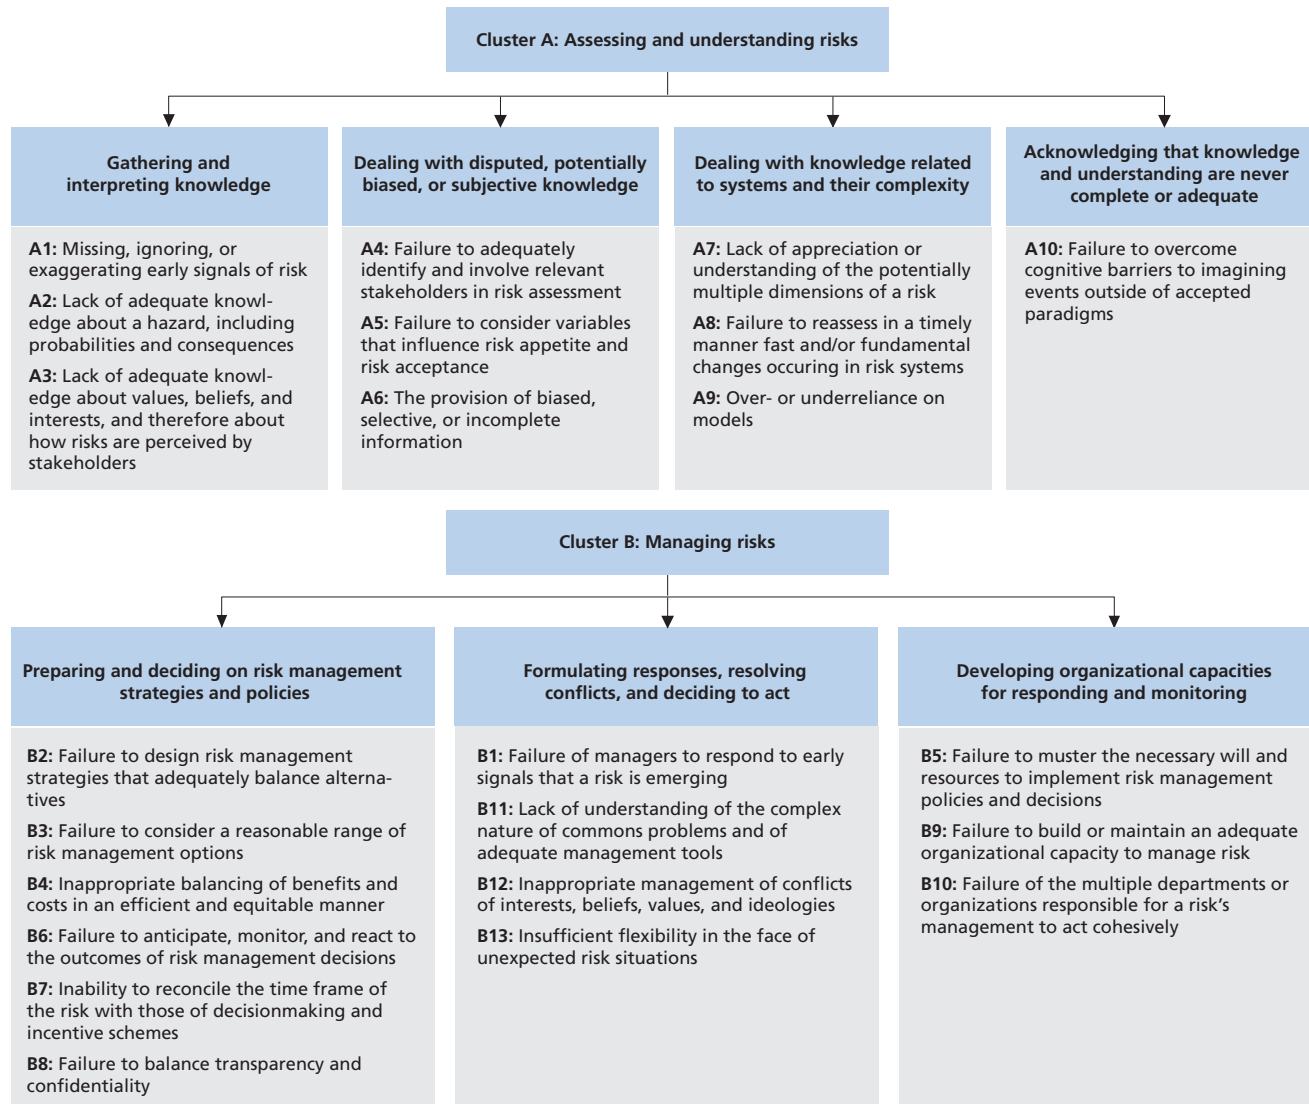 Cluster A: Assessing and understanding risks
Gathering and
interpreting knowledge
A1: Missing, ignoring, or
exaggerating early signals of risk
A2: Lack of adequate knowl-
edge about a hazard, including
probabilities and consequences
A3: Lack of adequate knowl-
edge about values, beliefs, and
interests, and therefore about
how risks are perceived by
stakeholders
Dealing with disputed, potentially
biased, or subjective knowledge
A4: Failure to adequately
identify and involve relevant
stakeholders in risk assessment
A5: Failure to consider variables
that influence risk appetite and
risk acceptance
A6: The provision of biased,
selective, or incomplete
information
Dealing with knowledge related
to systems and their complexity
A7: Lack of appreciation or
understanding of the potentially
multiple dimensions of a risk
A8: Failure to reassess in a timely
manner fast and/or fundamental
changes occuring in risk systems
A9: Over- or underreliance on
models
Acknowledging that knowledge
and understanding are never
complete or adequate
A10: Failure to overcome
cognitive barriers to imagining
events outside of accepted
paradigms
Cluster B: Managing risks
Preparing and deciding on risk management
strategies and policies
B2: Failure to design risk management
strategies that adequately balance alterna-
tives
B3: Failure to consider a reasonable range of
risk management options
B4: Inappropriate balancing of benefits and
costs in an efficient and equitable manner
B6: Failure to anticipate, monitor, and react to
the outcomes of risk management decisions
B7: Inability to reconcile the time frame of
the risk with those of decisionmaking and
incentive schemes
B8: Failure to balance transparency and
confidentiality
Formulating responses, resolving
conflicts, and deciding to act
B1: Failure of managers to respond to early
signals that a risk is emerging
B11: Lack of understanding of the complex
nature of commons problems and of
adequate management tools
B12: Inappropriate management of conflicts
of interests, beliefs, values, and ideologies
B13: Insufficient flexibility in the face of
unexpected risk situations
Developing organizational capacities
for responding and monitoring
B5: Failure to muster the necessary will and
resources to implement risk management
policies and decisions
B9: Failure to build or maintain an adequate
organizational capacity to manage risk
B10: Failure of the multiple departments or
organizations responsible for a risk's
management to act cohesively